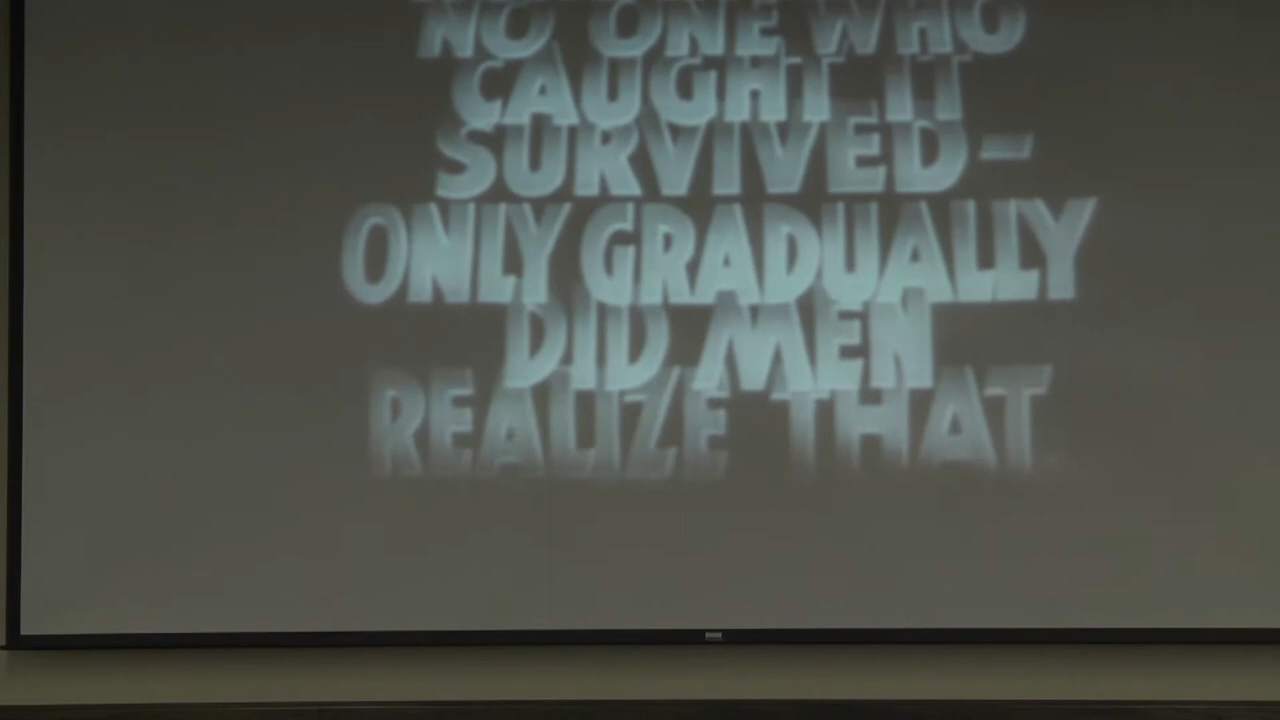 NO ONE WHO
CAUGHT IT
SURVIVED-
ONLY GRADUALLY
DID MEN
REALIZE THAT